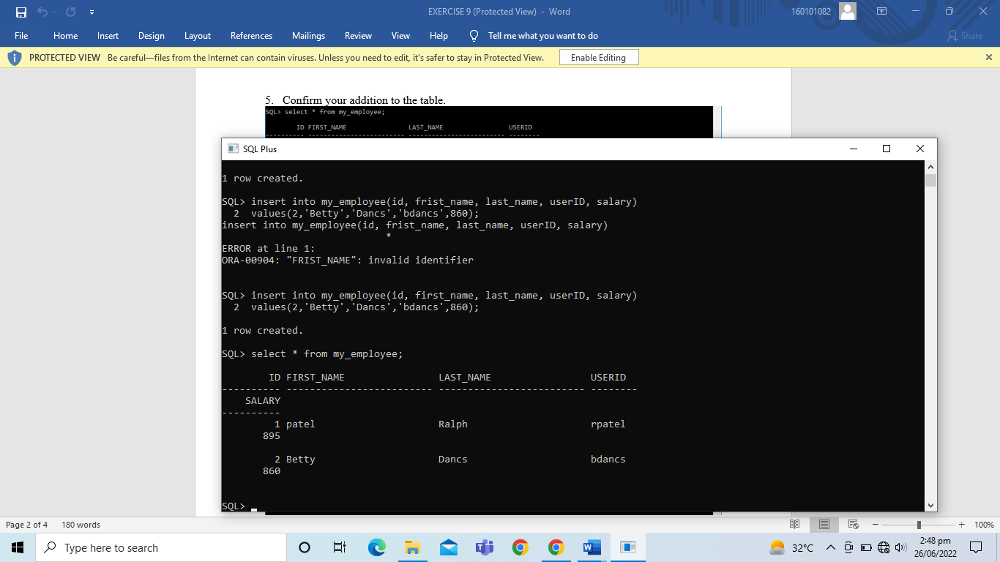 EXERCISE 9 (Protected View) - Word
160101082
File Home Insert Design Layout References Mailings Review View Help Tell me what you want to do Share
PROTECTED VIEW Be careful—files from the Internet can contain viruses. Unless you need to edit, it's safer to stay in Protected View. Enable Editing
5. Confirm your addition to the table.
SQL> select * from my_employee;
ID FIRST_NAME LAST_NAME USERID
---------- ------------------------- ------------------------- --------
SQL Plus
1 row created.
SQL> insert into my_employee(id, frist_name, last_name, userID, salary)
2 values(2,'Betty','Dancs','bdancs',860);
insert into my_employee(id, frist_name, last_name, userID, salary)
*
ERROR at line 1:
ORA-00904: "FRIST_NAME": invalid identifier
SQL> insert into my_employee(id, first_name, last_name, userID, salary)
2 values(2,'Betty','Dancs','bdancs',860);
1 row created.
SQL> select * from my_employee;
ID FIRST_NAME LAST_NAME USERID
---------- ------------------------- ------------------------- --------
SALARY
----------
1 patel Ralph rpatel
895
2 Betty Dancs bdancs
860
SQL>
Page 2 of 4 180 words
100%
Type here to search
32°C
2:48 pm
26/06/2022